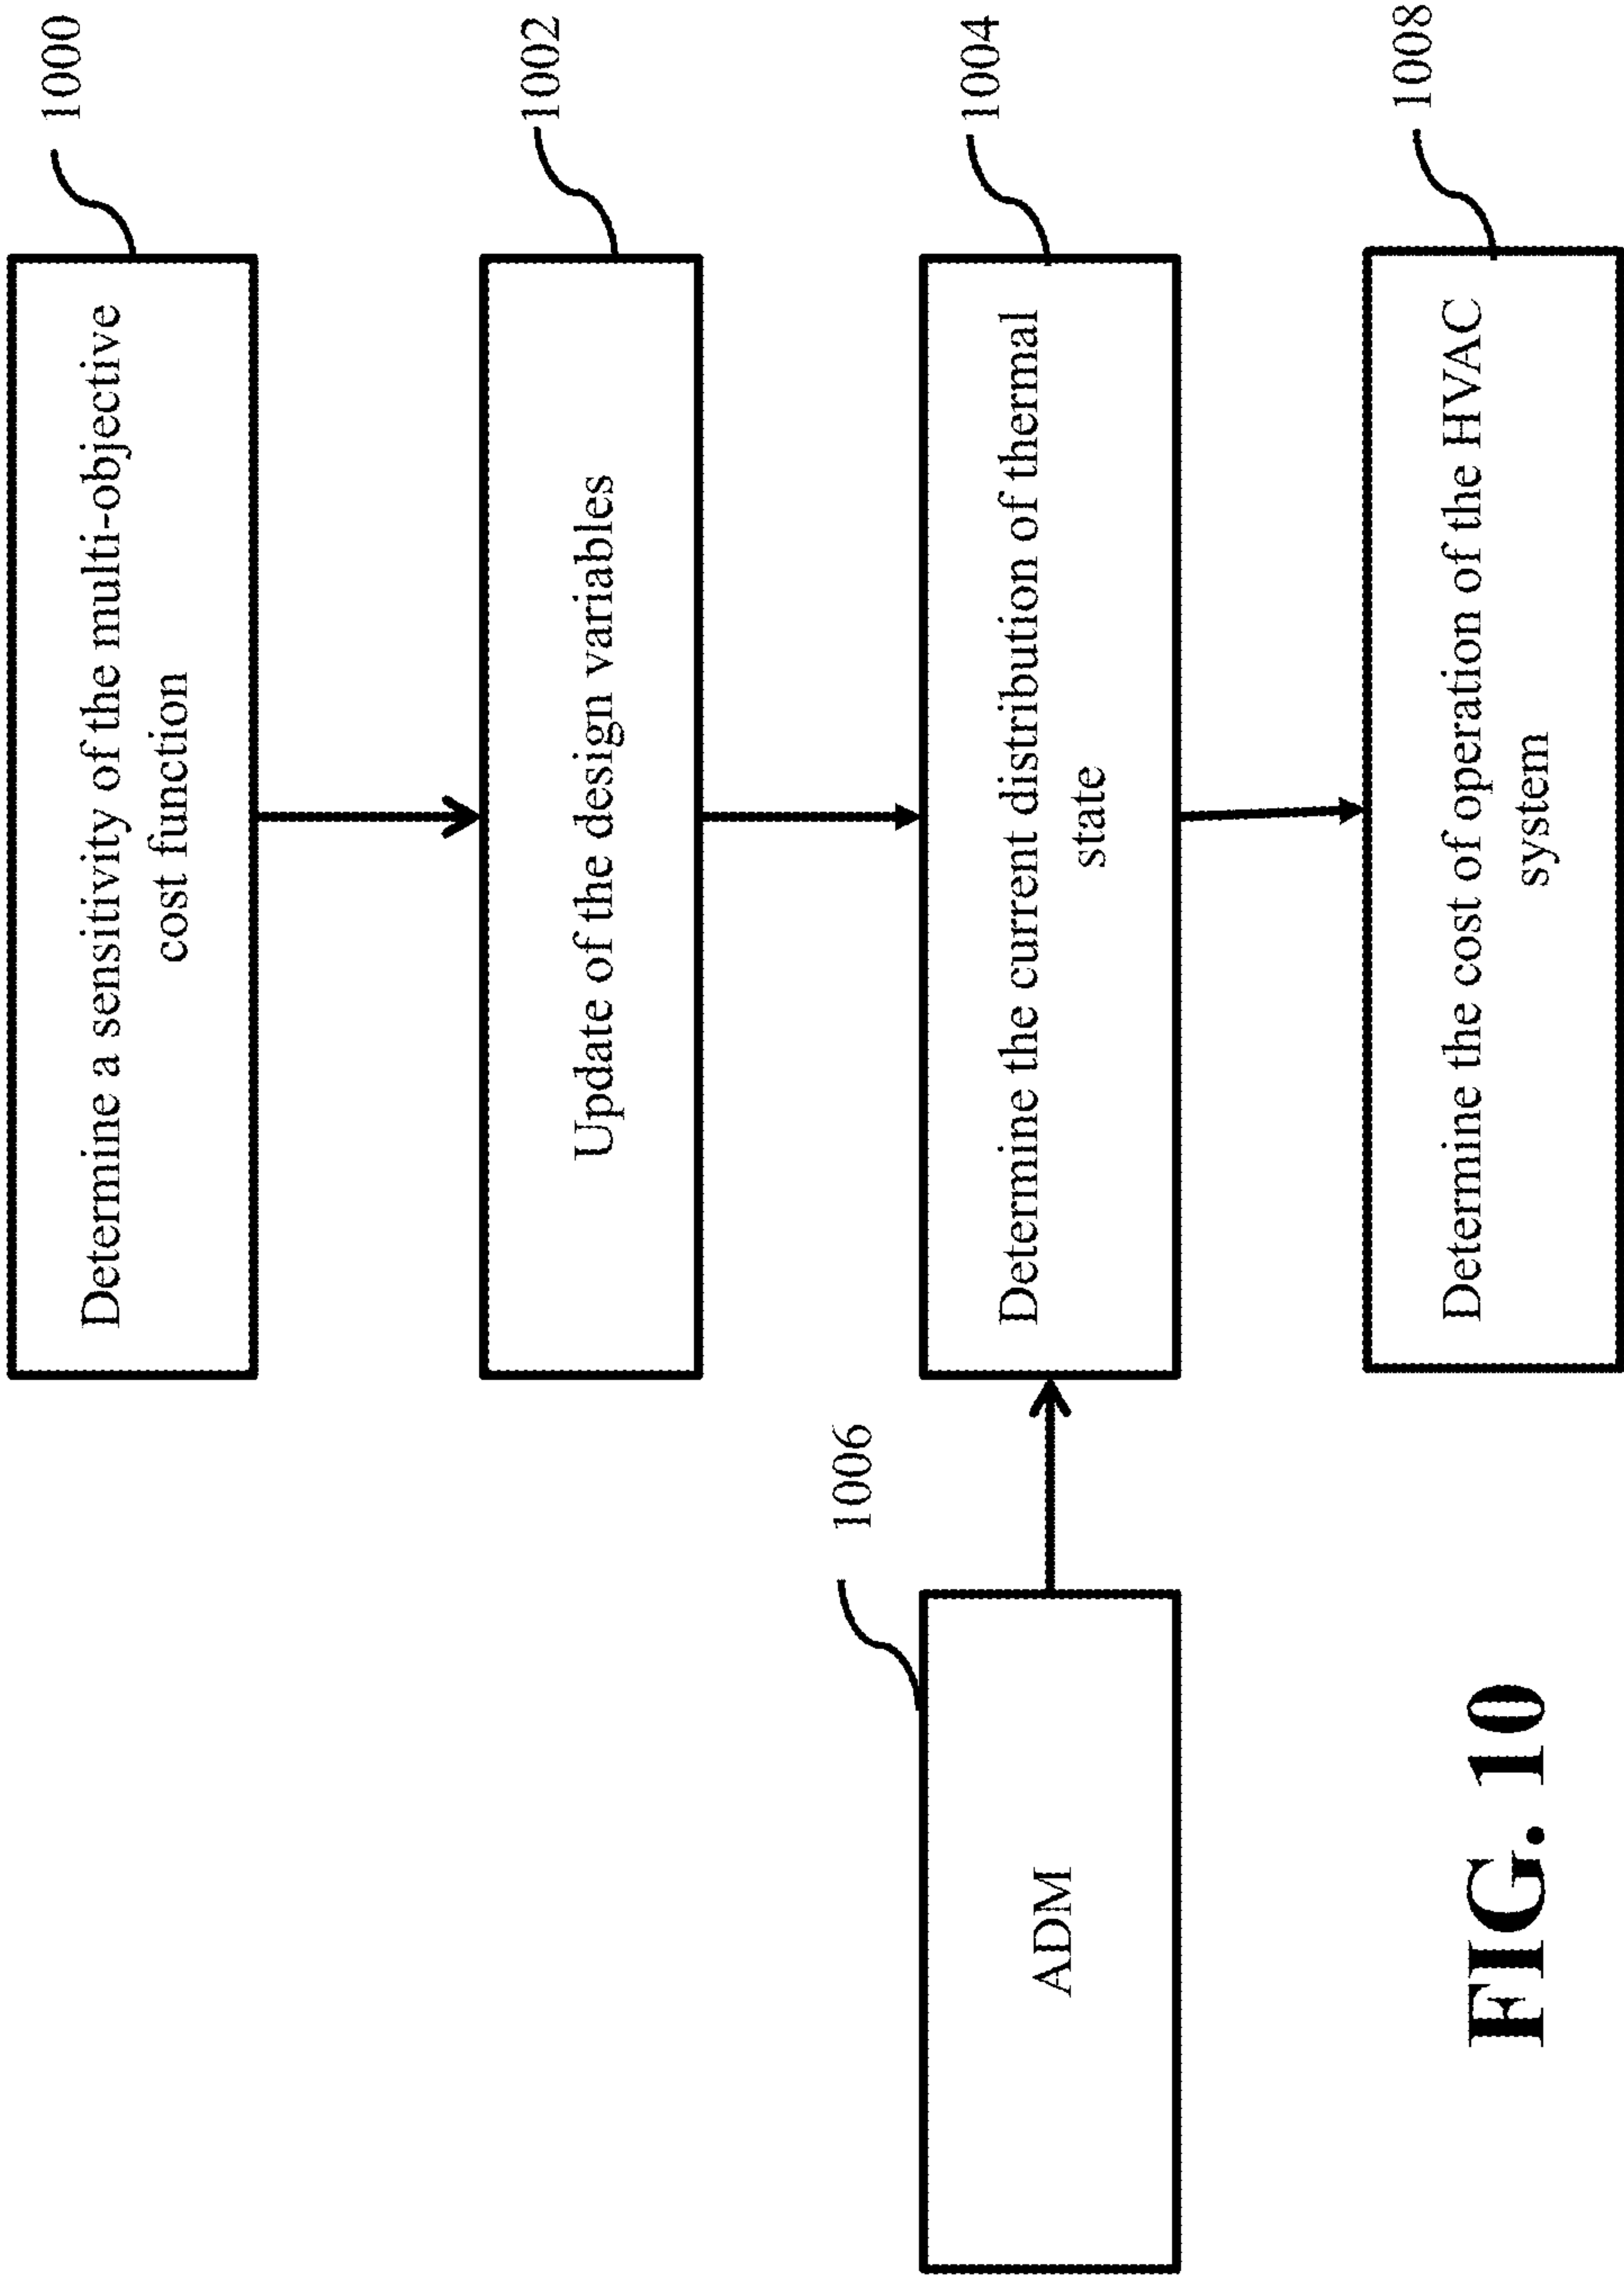 Determine a sensitivity of the multi-objective
cost function
1000
Update of the design variables
1002
Determine the current distribution of thermal
state
1004
ADM
1006
Determine the cost of operation of the HVAC
system
1008
FIG. 10